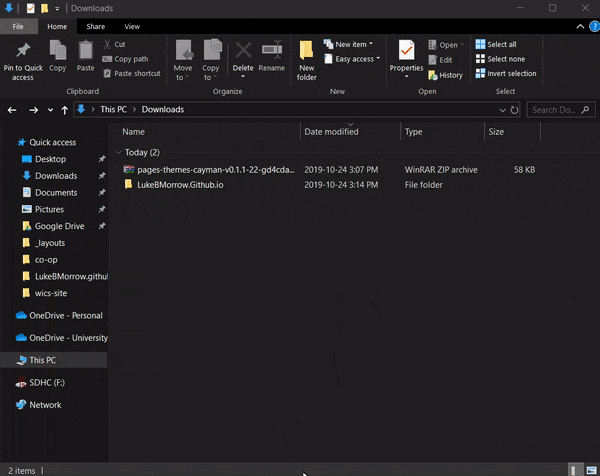 Downloads
File Home Share View
Pin to Quick access
Copy
Paste
Cut
Copy path
Paste shortcut
Clipboard
Move to
Copy to
Delete
Rename
Organize
New folder
New item
Easy access
New
Properties
Open
Edit
History
Open
Select all
Select none
Invert selection
Select
This PC > Downloads
Search Do...
Name Date modified Type Size
Today (2)
pages-themes-cayman-v0.1.1-22-gd4cda... 2019-10-24 3:07 PM WinRAR ZIP archive 58 KB
LukeBMorrow.Github.io 2019-10-24 3:14 PM File folder
Quick access
Desktop
Downloads
Documents
Pictures
Google Drive
_layouts
co-op
LukeBMorrow.githu
wics-site
OneDrive - Personal
OneDrive - University
This PC
SDHC (F:)
Network
2 items